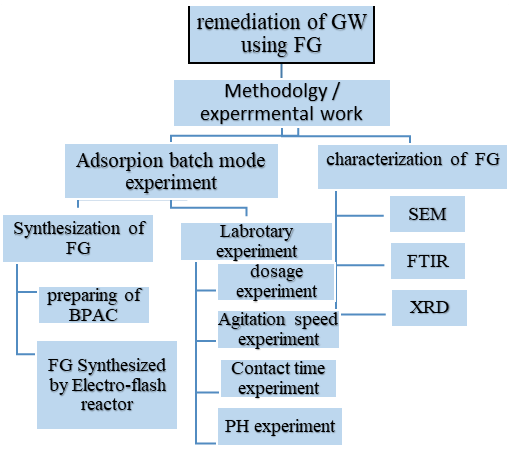 remediation of GW
using FG
Methodolgy /
experrmental work
Adsorpion batch mode
experiment
characterization of FG
Synthesization of
FG
Labrotary
experiment
SEM
FTIR
XRD
preparing of
BPAC
FG Synthesized
by Electro-flash
reactor
dosage
experiment
Agitation speed
experiment
Contact time
experiment
PH experiment